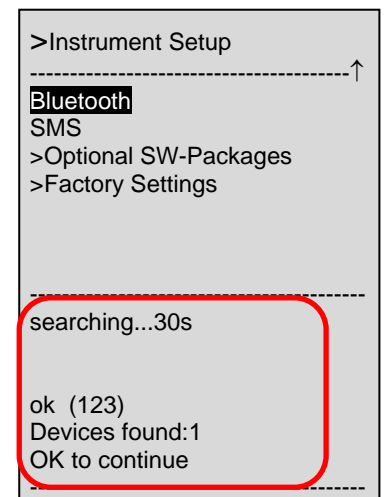 >Instrument Setup
----------------------------------------↑
Bluetooth
SMS
>Optional SW-Packages
>Factory Settings
------------------------------------------
searching...30s
ok (123)
Devices found:1
OK to continue
------------------------------------------